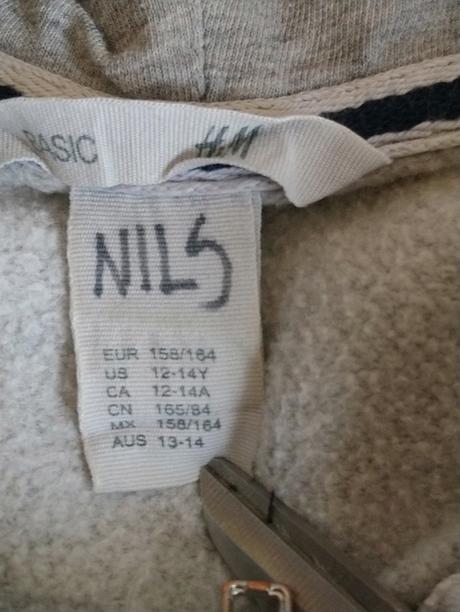 BASIC H&M
NILS
EUR 158/164
US 12-14Y
CA 12-14A
CN 165/84
MX 158/164
AUS 13-14